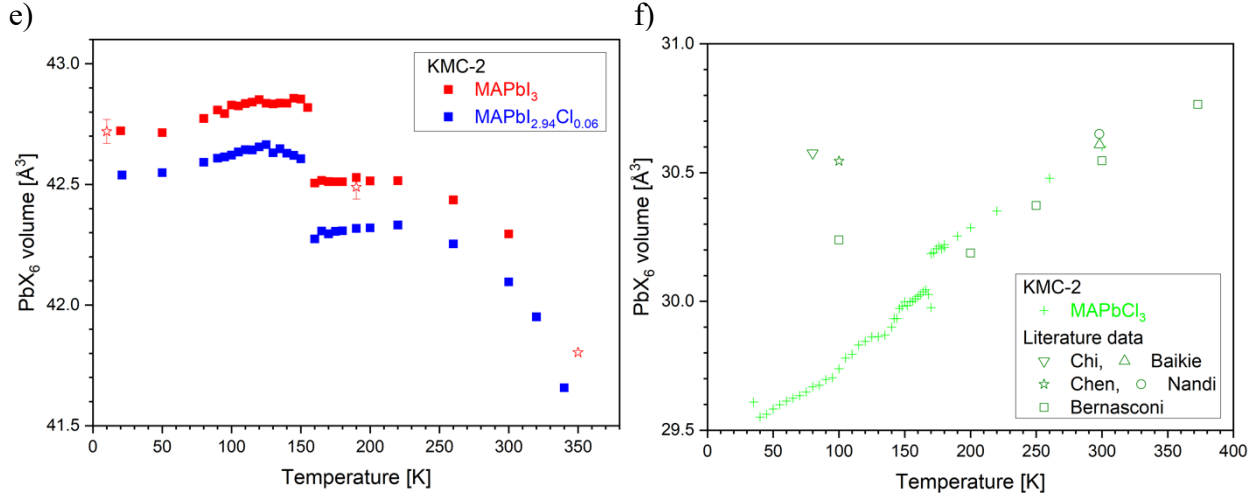 e)
PbX₆ volume [Å³]
43.0
42.5
42.0
41.5
0 50 100 150 200 250 300 350
Temperature [K]
KMC-2
MAPbI₃
MAPbI₂.₉₄Cl₀.₀₆
f)
PbX₆ volume [Å³]
31.0
30.5
30.0
29.5
0 50 100 150 200 250 300 350 400
Temperature [K]
KMC-2
MAPbCl₃
Literature data
Chi, Baikie
Chen, Nandi
Bernasconi